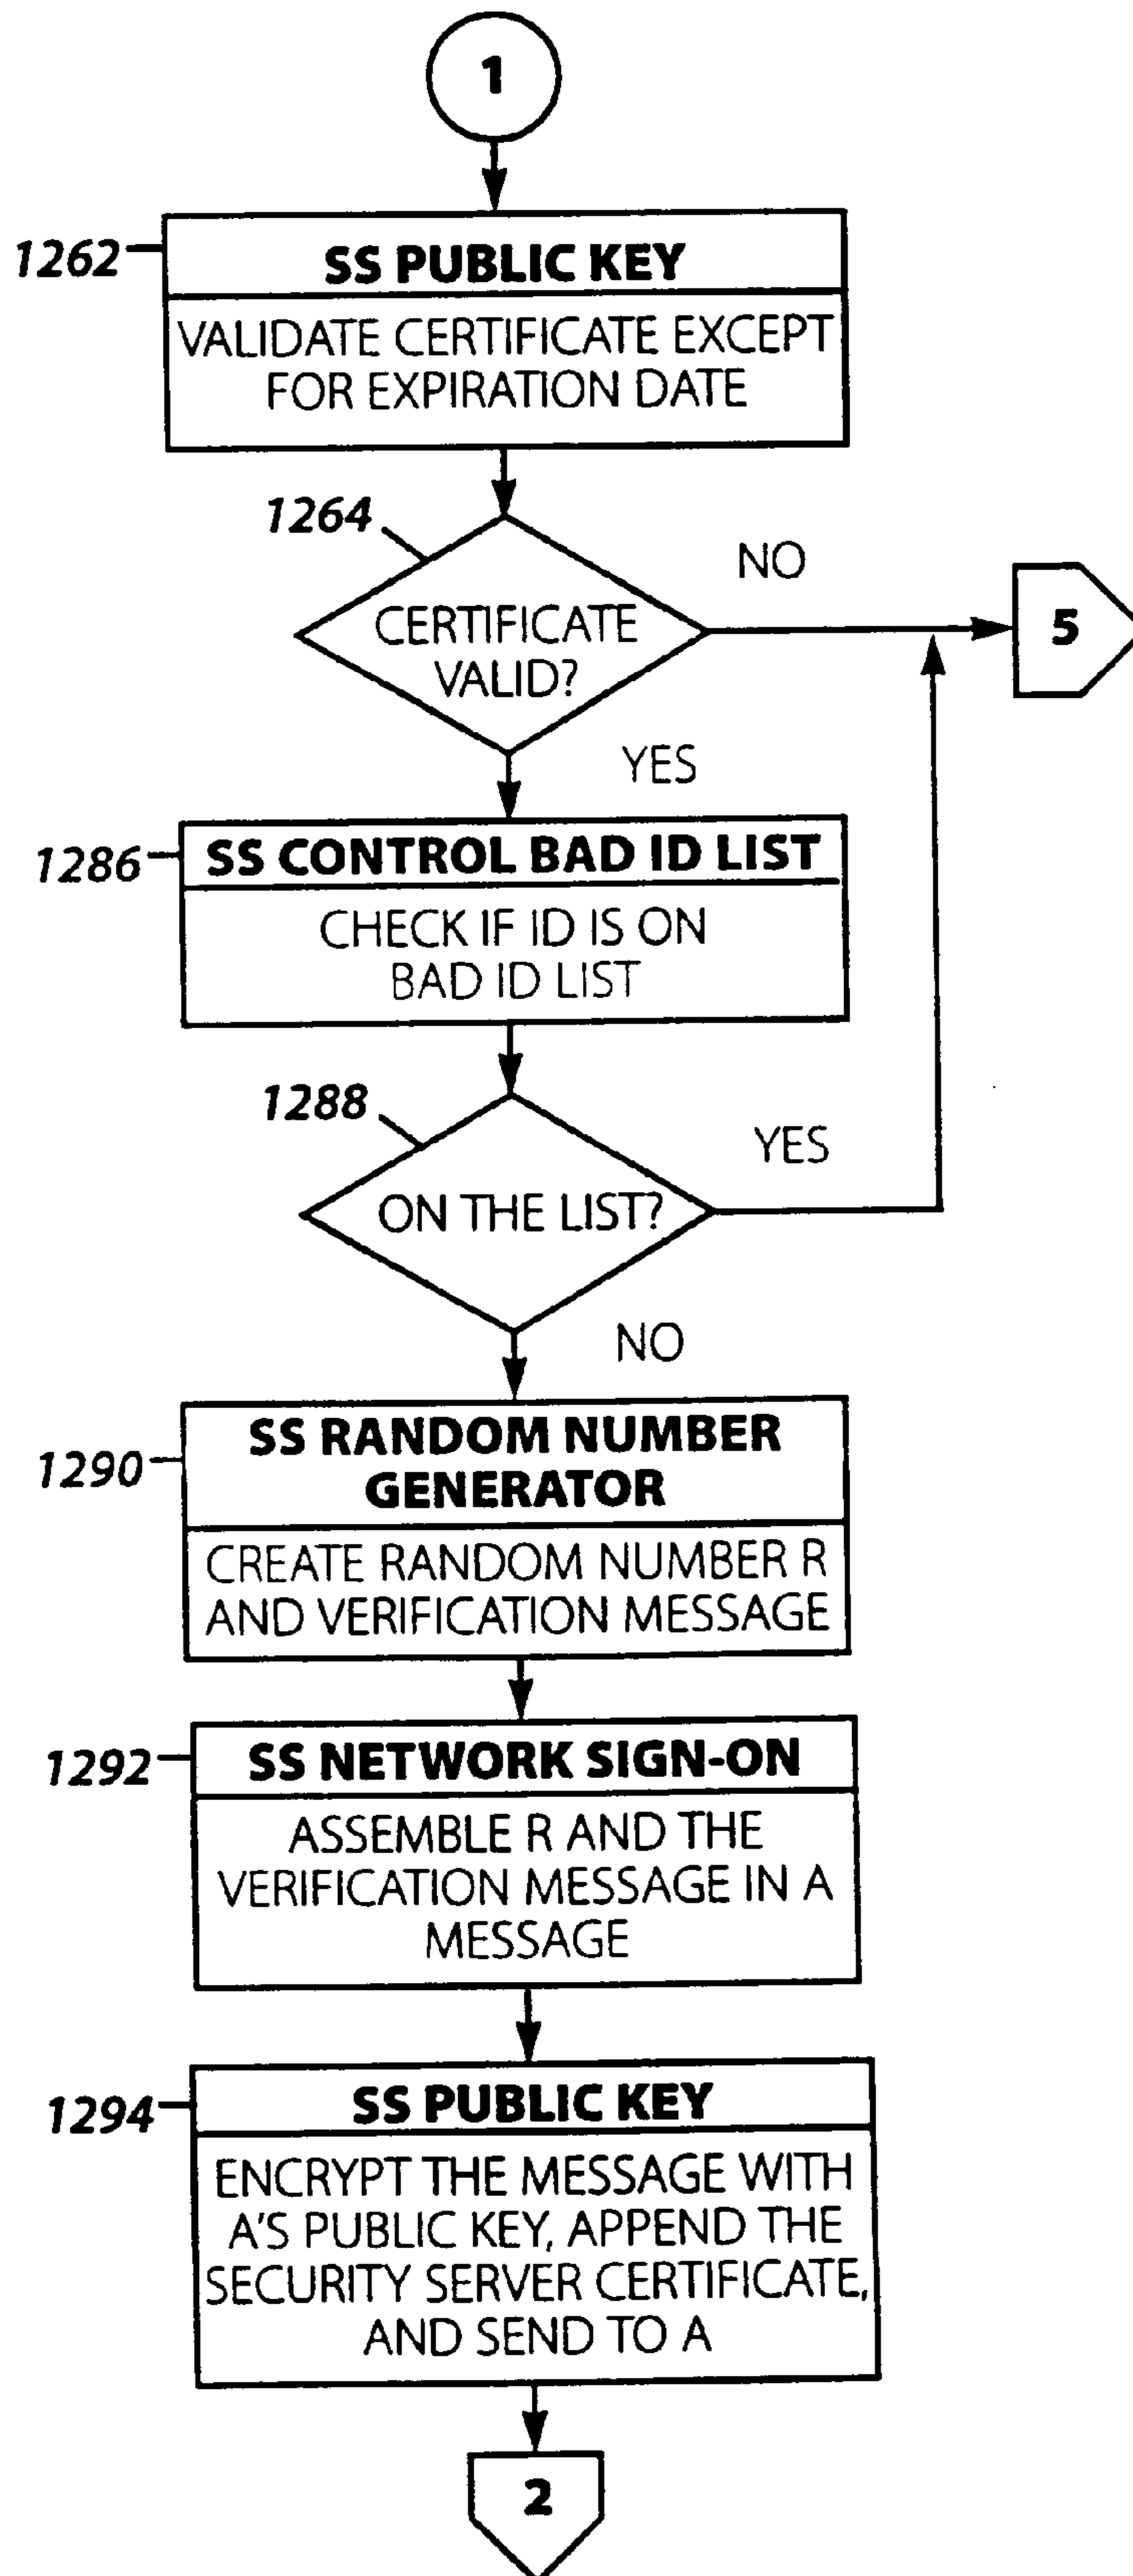 1
1262
SS PUBLIC KEY
VALIDATE CERTIFICATE EXCEPT
FOR EXPIRATION DATE
1264
NO
CERTIFICATE
VALID?
5
YES
1286
SS CONTROL BAD ID LIST
CHECK IF ID IS ON
BAD ID LIST
1288
YES
ON THE LIST?
NO
1290
SS RANDOM NUMBER
GENERATOR
CREATE RANDOM NUMBER R
AND VERIFICATION MESSAGE
1292
SS NETWORK SIGN-ON
ASSEMBLE R AND THE
VERIFICATION MESSAGE IN A
MESSAGE
1294
SS PUBLIC KEY
ENCRYPT THE MESSAGE WITH
A'S PUBLIC KEY, APPEND THE
SECURITY SERVER CERTIFICATE,
AND SEND TO A
2